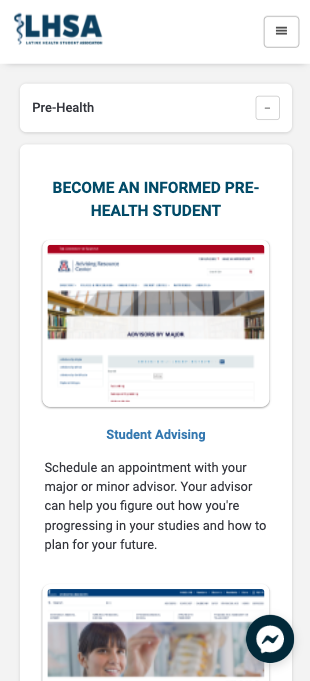 LHSA
LATINX HEALTH STUDENT ASSOCIATION
Pre-Health
BECOME AN INFORMED PRE-
HEALTH STUDENT
Advising Resource
Center
ADVISORS BY MAJOR
Student Advising
Schedule an appointment with your
major or minor advisor. Your advisor
can help you figure out how you're
progressing in your studies and how to
plan for your future.